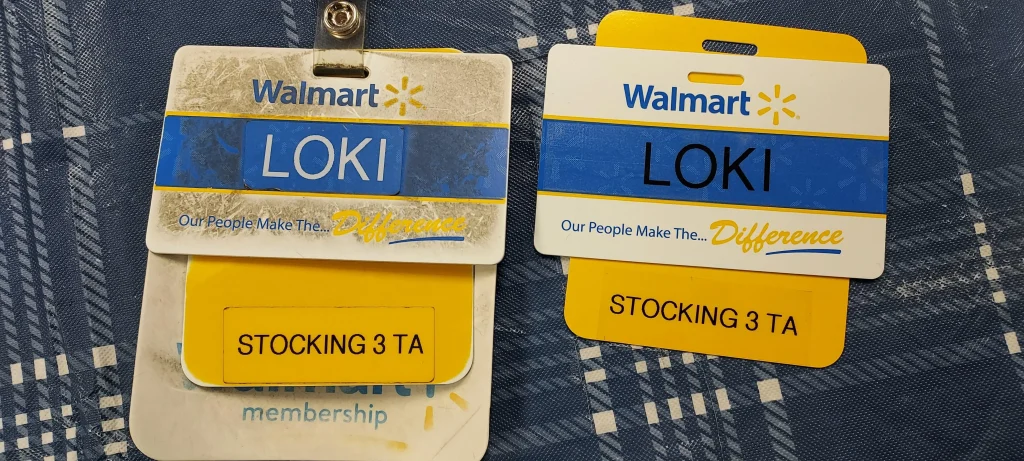 Walmart
LOKI
Our People Make The... Difference
STOCKING 3 TA
Walmart
membership
Walmart
LOKI
Our People Make The... Difference
STOCKING 3 TA